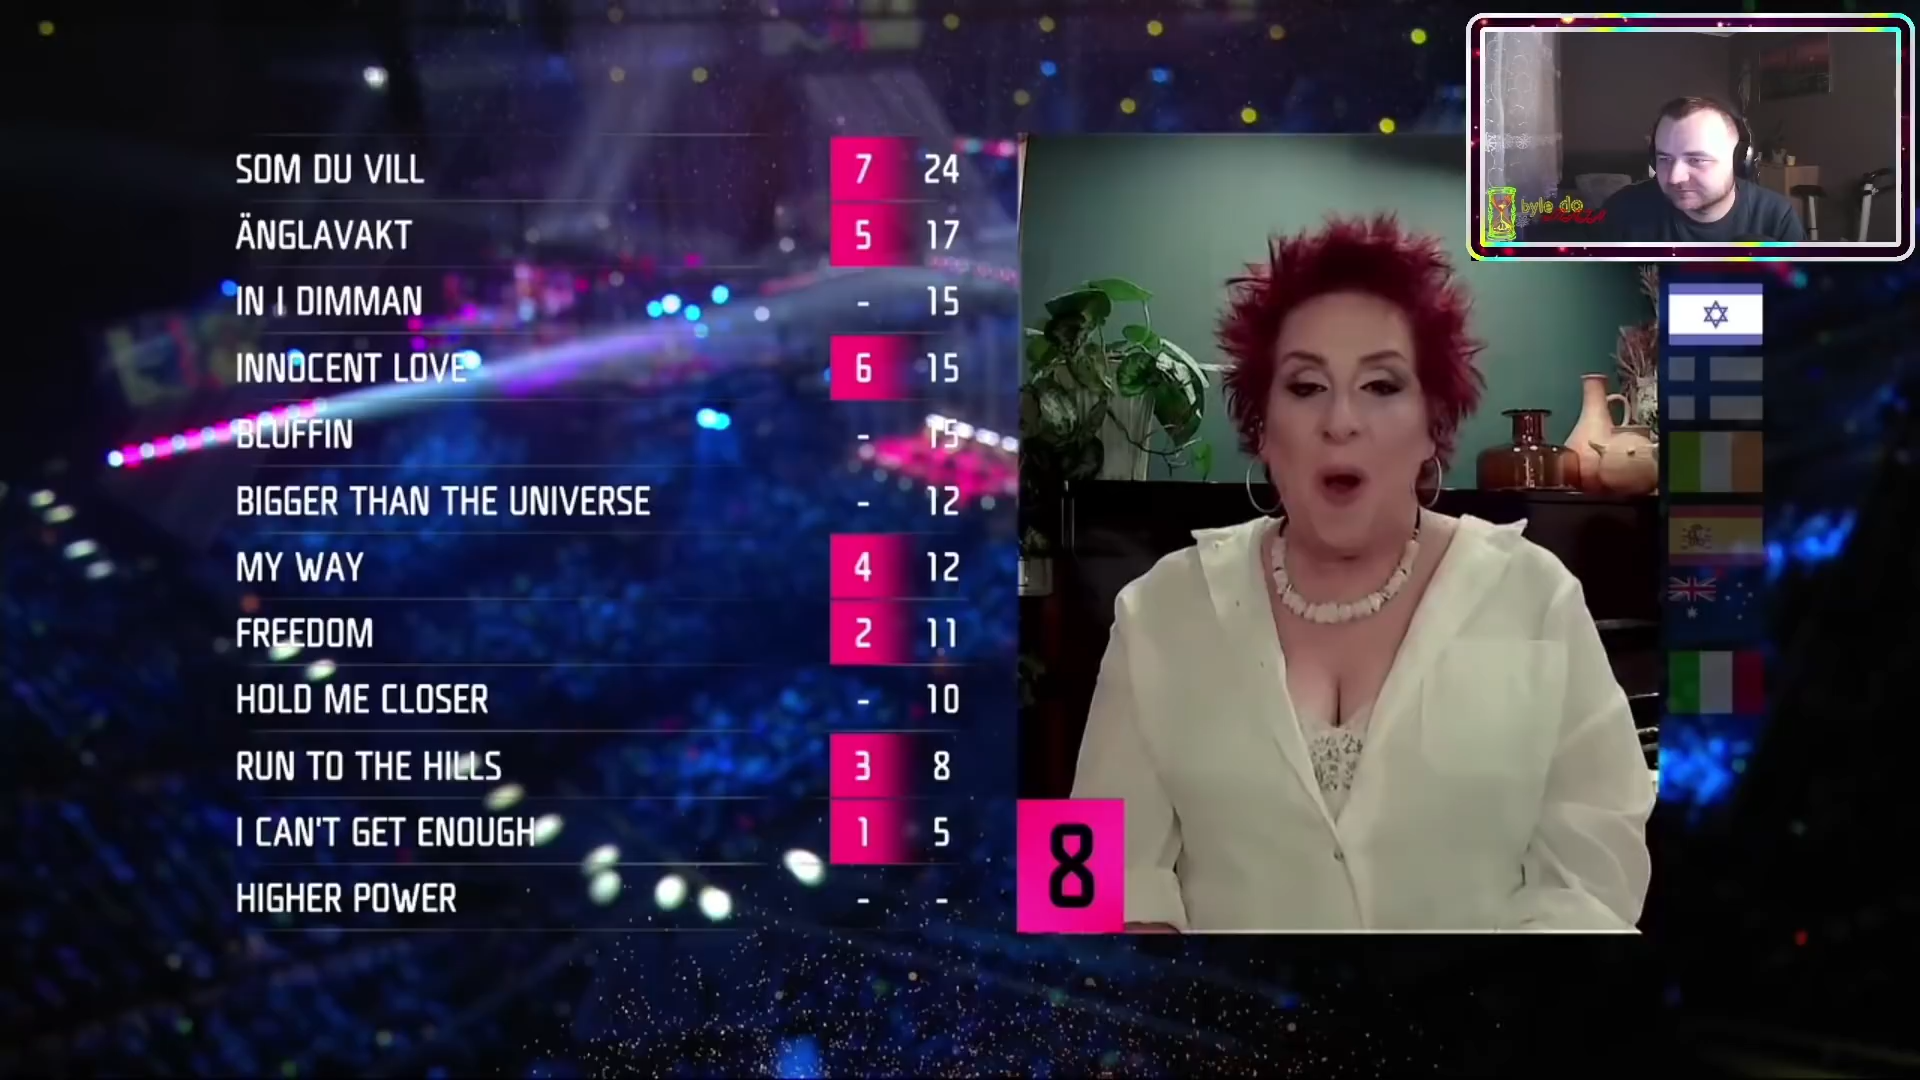 SOM DU VILL 7 24
ÄNGLAVAKT 5 17
IN I DIMMAN - 15
INNOCENT LOVE 6 15
BLUFFIN - 15
BIGGER THAN THE UNIVERSE - 12
MY WAY 4 12
FREEDOM 2 11
HOLD ME CLOSER - 10
RUN TO THE HILLS 3 8
I CAN'T GET ENOUGH 1 5
HIGHER POWER - -
8
byle do